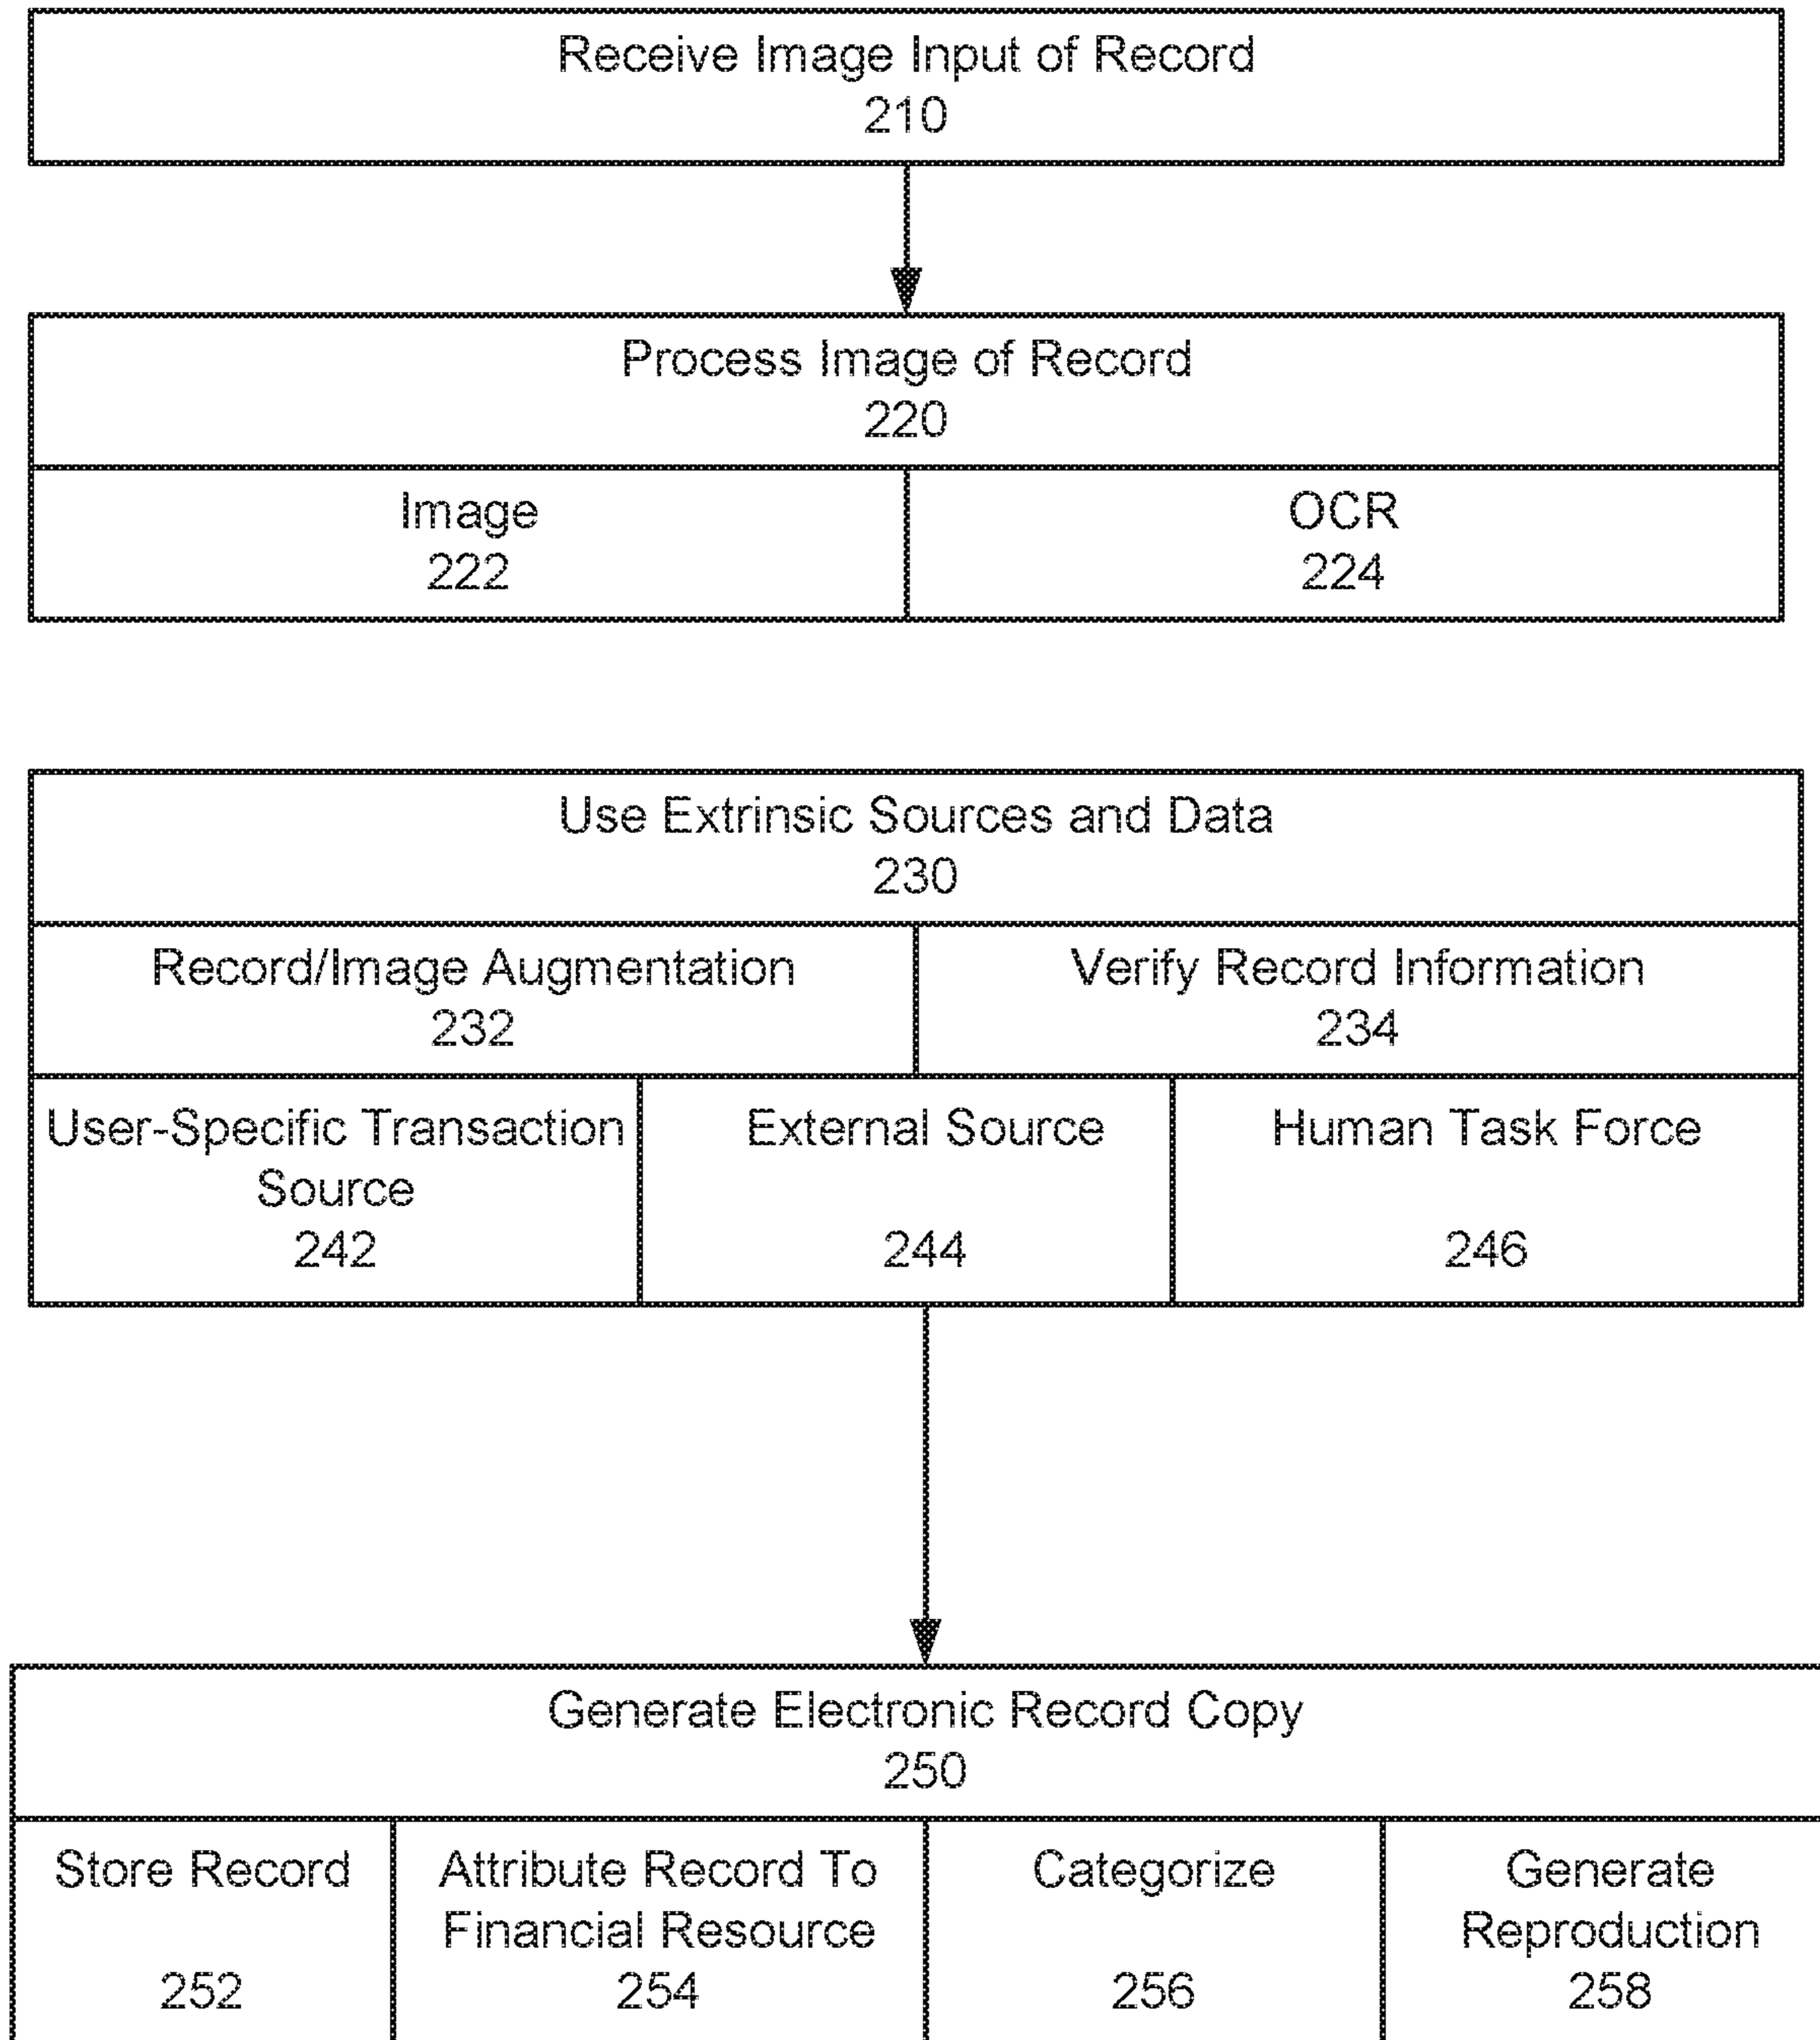 Receive Image Input of Record
210
Process Image of Record
220
Image
222
OCR
224
Use Extrinsic Sources and Data
230
Record/Image Augmentation
232
Verify Record Information
234
User-Specific Transaction
Source
242
External Source
244
Human Task Force
246
Generate Electronic Record Copy
250
Store Record
252
Attribute Record To
Financial Resource
254
Categorize
256
Generate
Reproduction
258